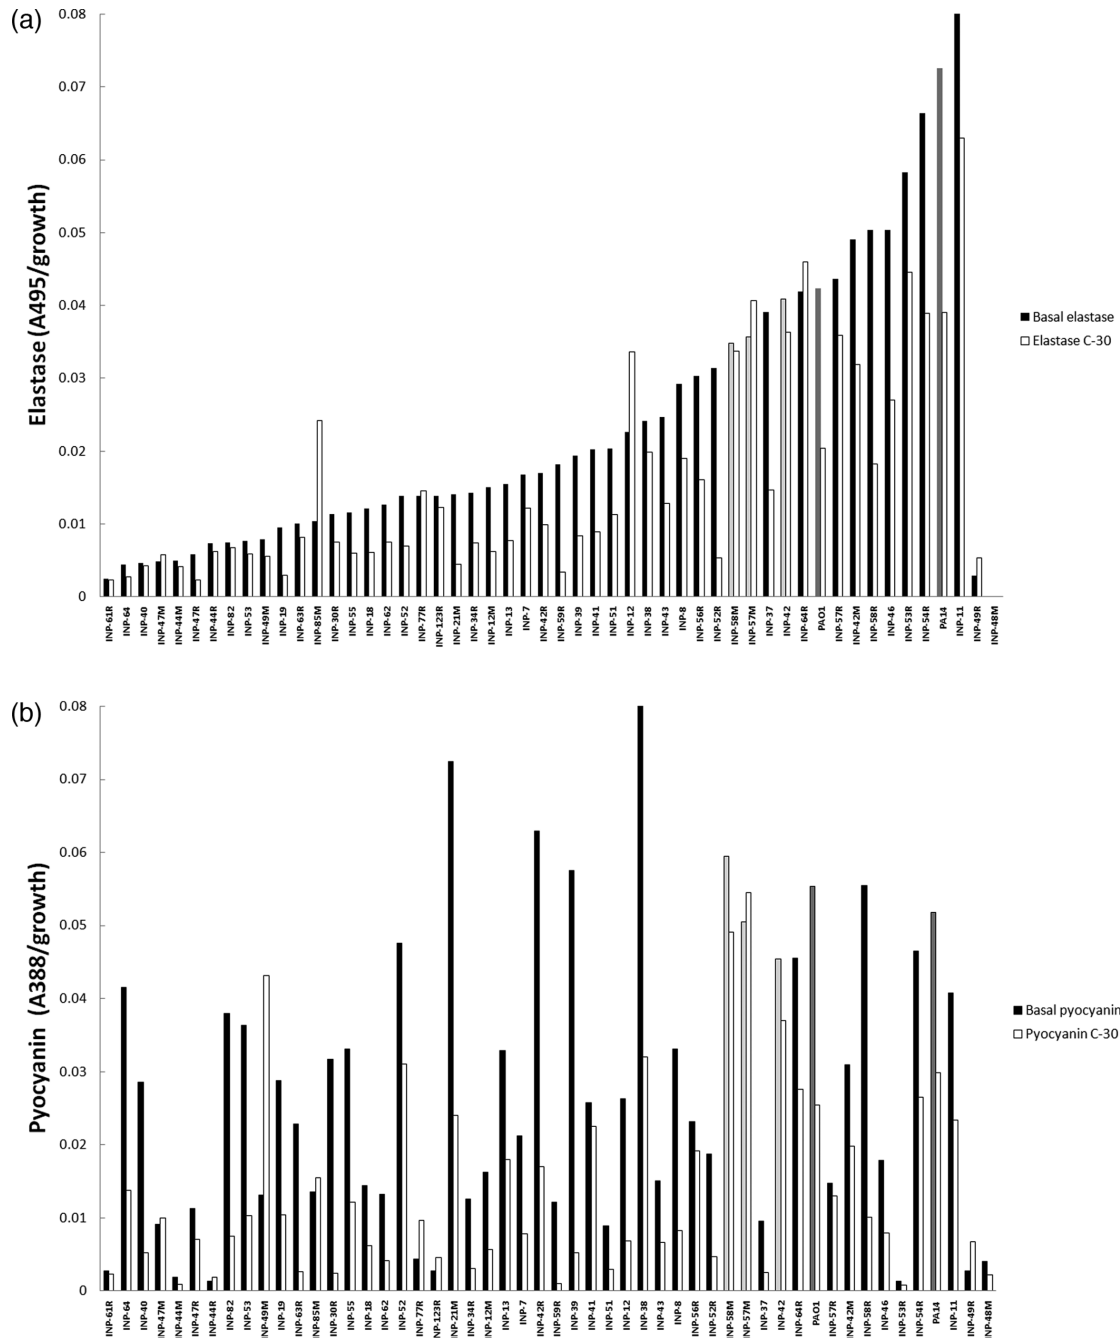 (a)
Elastase (A495/growth)
0.08
0.07
0.06
0.05
0.04
0.03
0.02
0.01
0
INP-61R
INP-64
INP-40
INP-47M
INP-44M
INP-47R
INP-44R
INP-82
INP-53
INP-49M
INP-19
INP-63R
INP-85M
INP-30R
INP-55
INP-18
INP-62
INP-52
INP-77R
INP-123R
INP-21M
INP-34R
INP-12M
INP-13
INP-7
INP-42R
INP-59R
INP-39
INP-41
INP-51
INP-12
INP-38
INP-43
INP-8
INP-56R
INP-52R
INP-58M
INP-57M
INP-37
INP-42
INP-64R
PAO1
INP-57R
INP-42M
INP-58R
INP-46
INP-53R
INP-54R
PA14
INP-11
INP-49R
INP-48M
Basal elastase
Elastase C-30
(b)
Pyocyanin (A388/growth)
0.08
0.07
0.06
0.05
0.04
0.03
0.02
0.01
0
INP-61R
INP-64
INP-40
INP-47M
INP-44M
INP-47R
INP-44R
INP-82
INP-53
INP-49M
INP-19
INP-63R
INP-85M
INP-30R
INP-55
INP-18
INP-62
INP-52
INP-77R
INP-123R
INP-21M
INP-34R
INP-12M
INP-13
INP-7
INP-42R
INP-59R
INP-39
INP-41
INP-51
INP-12
INP-38
INP-43
INP-8
INP-56R
INP-52R
INP-58M
INP-57M
INP-37
INP-42
INP-64R
PAO1
INP-57R
INP-42M
INP-58R
INP-46
INP-53R
INP-54R
PA14
INP-11
INP-49R
INP-48M
Basal pyocyanin
Pyocyanin C-30